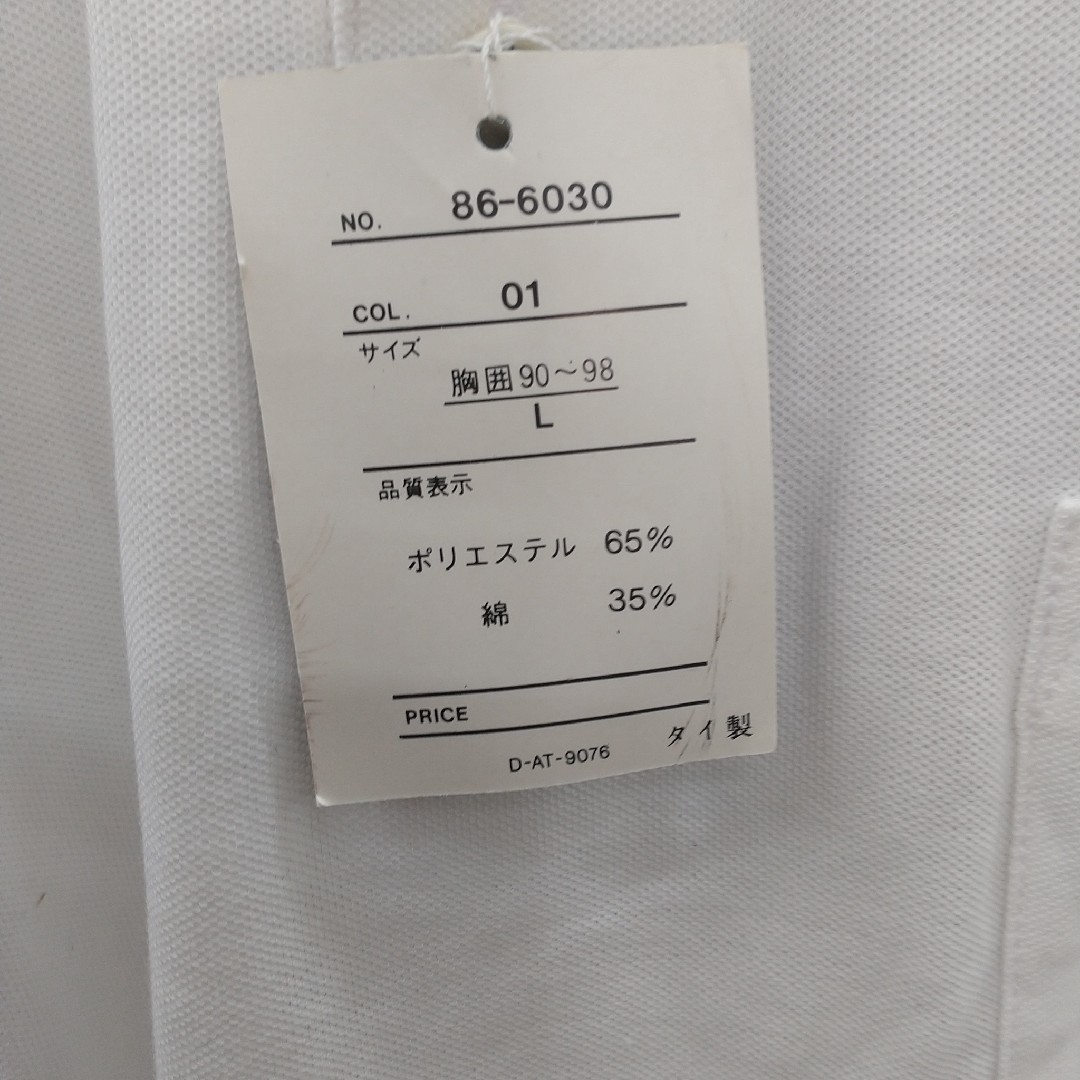 NO. 86-6030
COL. 01
サイズ
胸囲90～98
L
品質表示
ポリエステル 65%
綿 35%
PRICE
タイ製
D-AT-9076